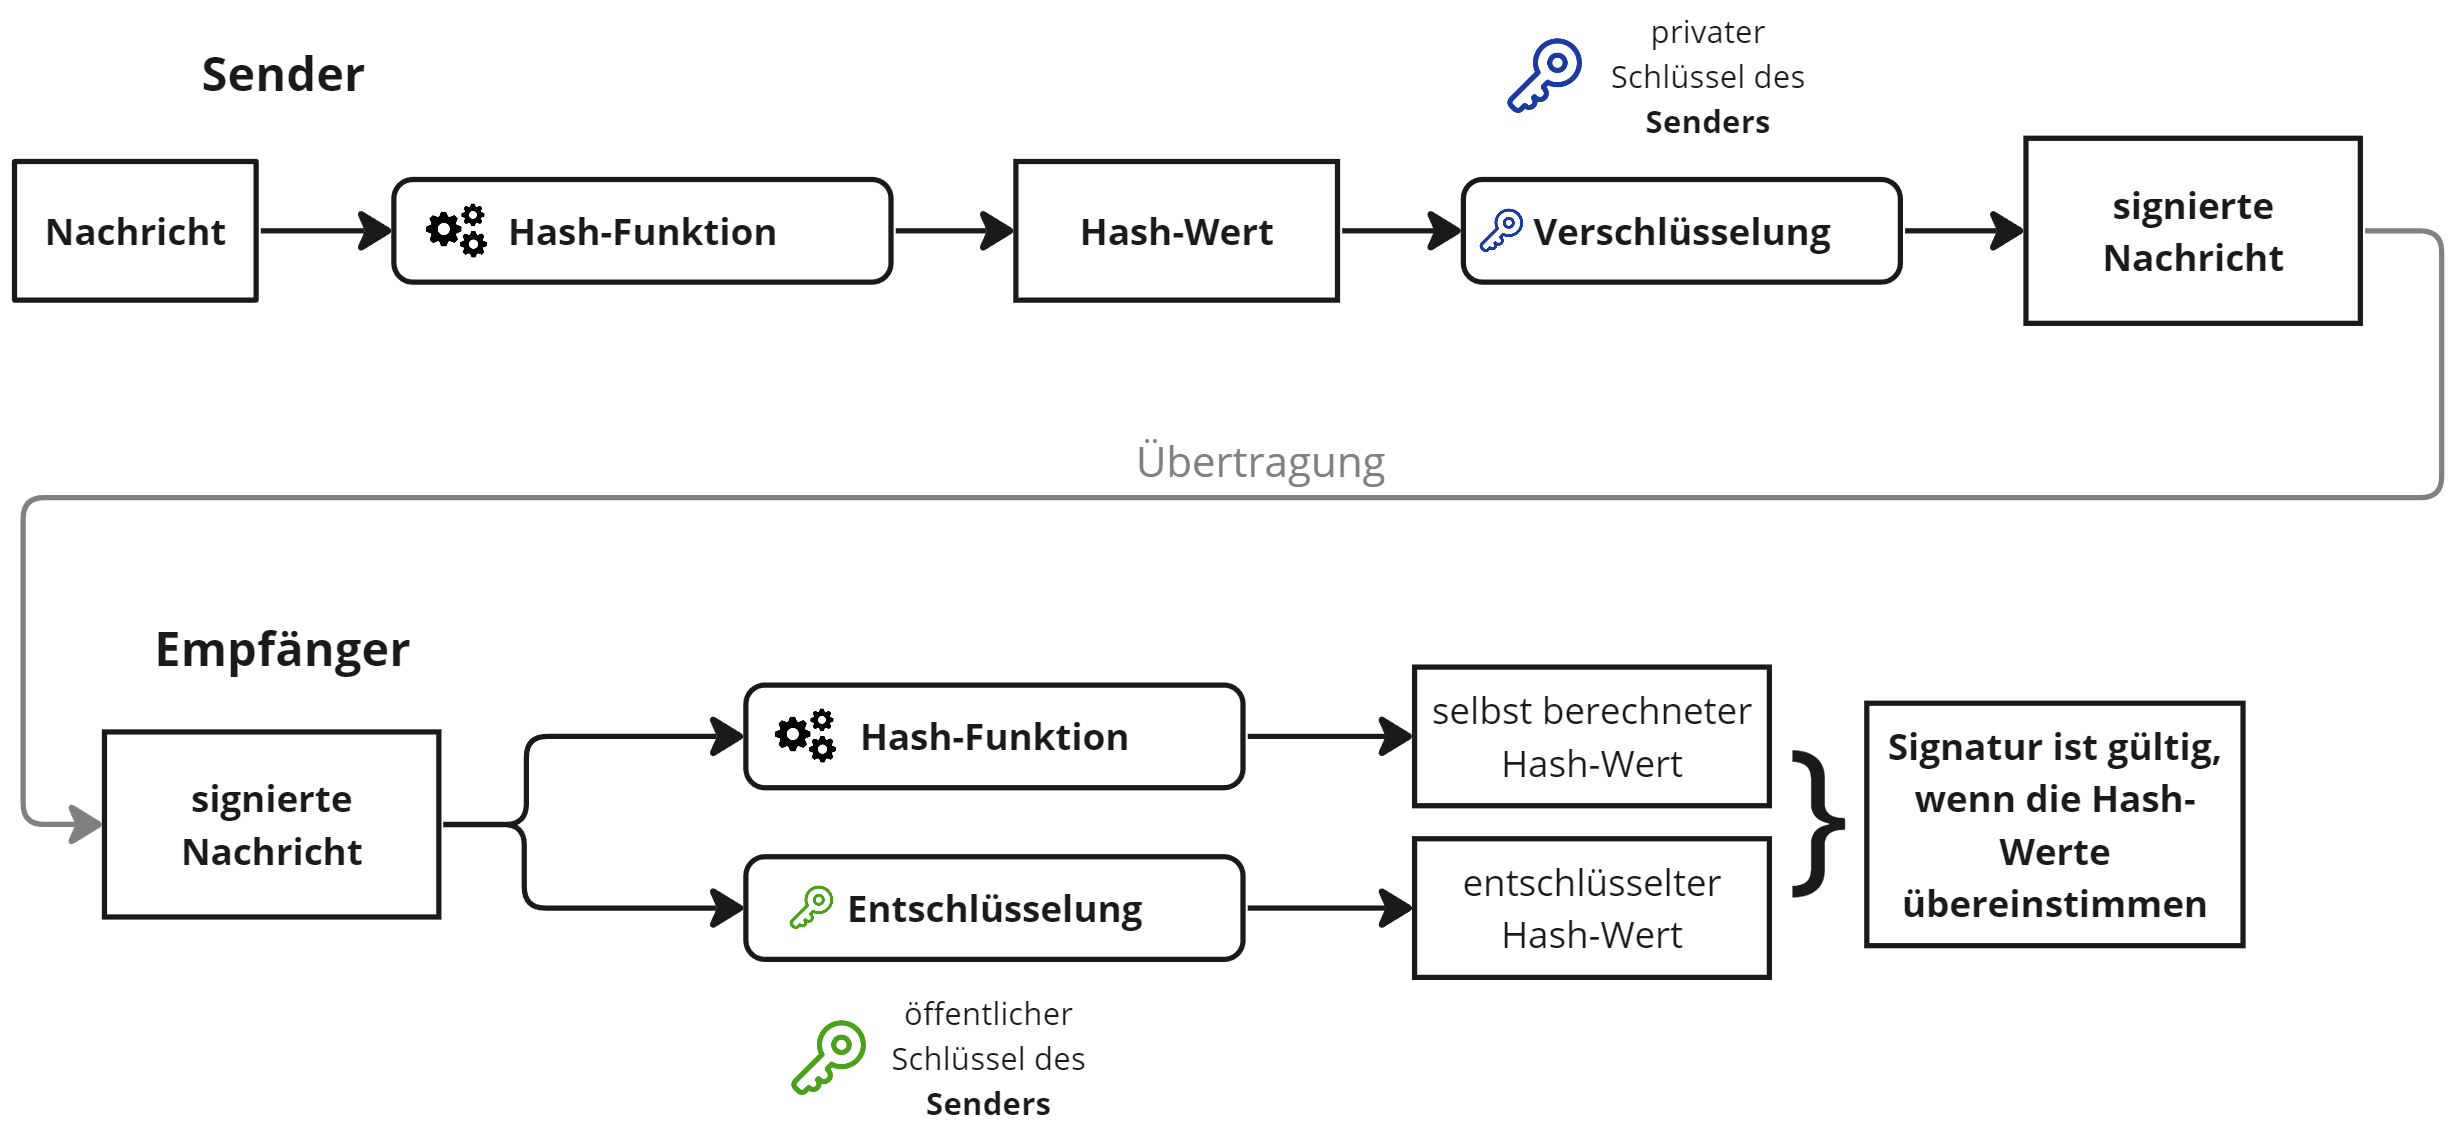 Sender
privater
Schlüssel des
Senders
Nachricht
Hash-Funktion
Hash-Wert
Verschlüsselung
signierte
Nachricht
Übertragung
Empfänger
signierte
Nachricht
Hash-Funktion
selbst berechneter
Hash-Wert
Entschlüsselung
entschlüsselter
Hash-Wert
Signatur ist gültig,
wenn die Hash-
Werte
übereinstimmen
öffentlicher
Schlüssel des
Senders